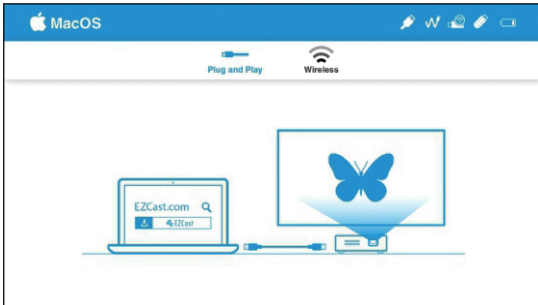 MacOS
Plug and Play
Wireless
EZCast.com
EZCast